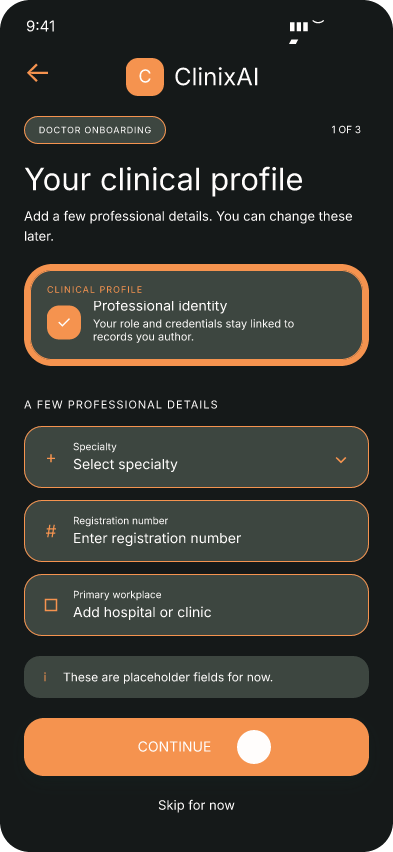 9:41
C ClinixAI
DOCTOR ONBOARDING
1 OF 3
Your clinical profile
Add a few professional details. You can change these
later.
CLINICAL PROFILE
Professional identity
Your role and credentials stay linked to
records you author.
A FEW PROFESSIONAL DETAILS
Specialty
+ Select specialty
Registration number
# Enter registration number
Primary workplace
Add hospital or clinic
i These are placeholder fields for now.
CONTINUE
Skip for now